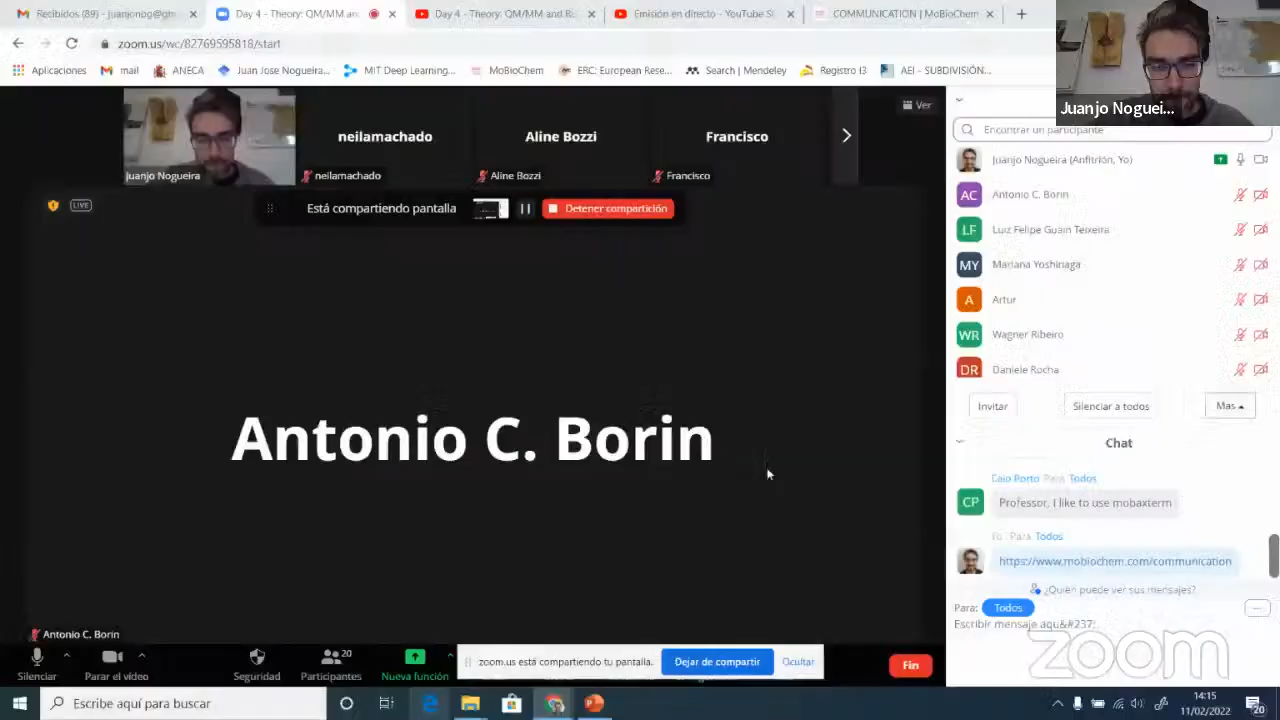 Recibidos (89) - juanjonbg@gm
Day 4 - Theory: QM/MM and
Day 4 - Theory: QM/MM and Re
Emisión en directo - YouTube St
COMMUNICATION | MoBioChem
zoom.us/wc/82769595818/start
Aplicaciones
mail
ANECA
Juan Jose Nogueira...
MIT Deep Learning...
MoBiochem
ERC: European Rese...
Search | Mendeley
Registro I3
AEI - SUBDIVISIÓN...
Juanjo Noguei...
Ver
neilamachado
Aline Bozzi
Francisco
Juanjo Nogueira
neilamachado
Aline Bozzi
Francisco
LIVE
Está compartiendo pantalla
Detener compartición
Antonio C. Borin
Antonio C. Borin
Encontrar un participante
Juanjo Nogueira (Anfitrión, Yo)
AC Antonio C. Borin
LF Luiz Felipe Guain Teixeira
MY Mariana Yoshinaga
A Artur
WR Wagner Ribeiro
DR Daniele Rocha
Invitar
Silenciar a todos
Mas
Chat
Caio Porto Para Todos
CP Professor, I like to use mobaxterm
Yo Para Todos
https://www.mobiochem.com/communication
¿Quién puede ver sus mensajes?
Para: Todos
Escribir mensaje aqu&#237;
zoom
Silenciar
Parar el vídeo
Seguridad
20
Participantes
Nueva función
zoom.us está compartiendo tu pantalla.
Dejar de compartir
Ocultar
Fin
Escribe aquí para buscar
14:15
11/02/2022
20